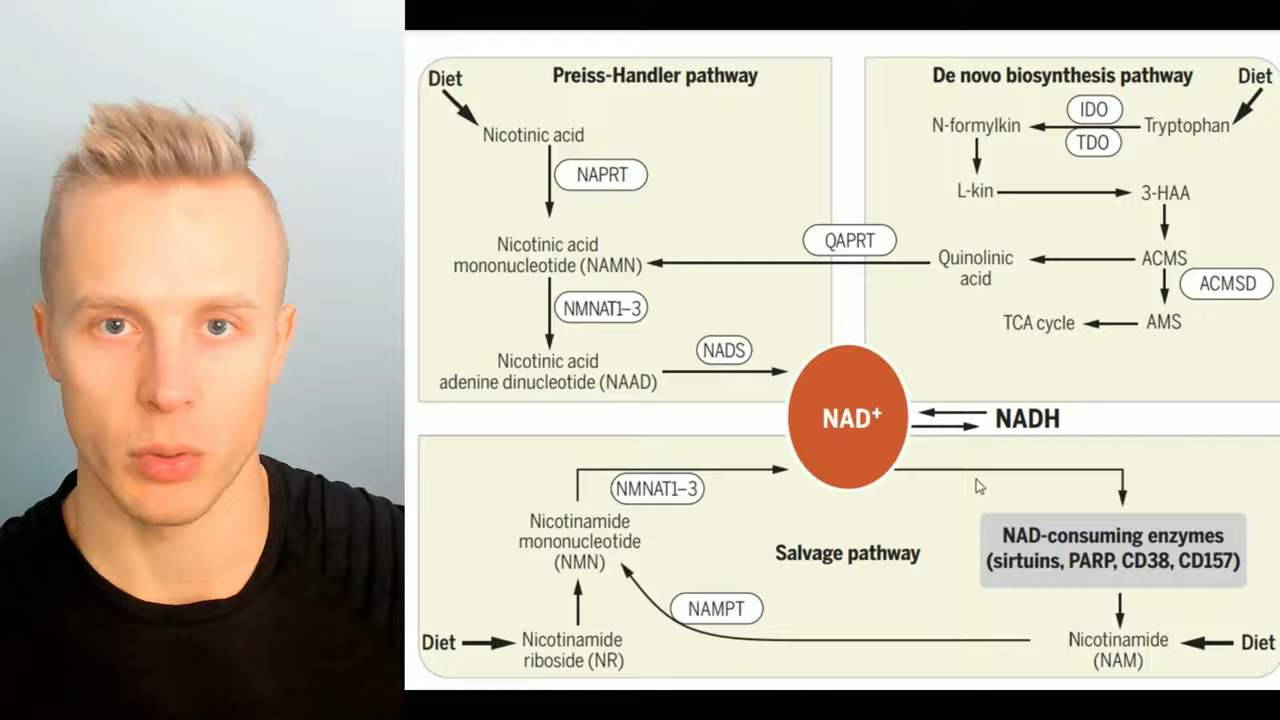 Diet
Preiss-Handler pathway
Nicotinic acid
NAPRT
Nicotinic acid
mononucleotide (NAMN)
NMNAT1–3
Nicotinic acid
adenine dinucleotide (NAAD)
NADS
De novo biosynthesis pathway
Diet
N-formylkin
IDO
TDO
Tryptophan
L-kin
3-HAA
QAPRT
Quinolinic
acid
ACMS
ACMSD
TCA cycle
AMS
NAD+
NADH
NMNAT1–3
Nicotinamide
mononucleotide
(NMN)
Salvage pathway
NAD-consuming enzymes
(sirtuins, PARP, CD38, CD157)
NAMPT
Diet
Nicotinamide
riboside (NR)
Nicotinamide
(NAM)
Diet